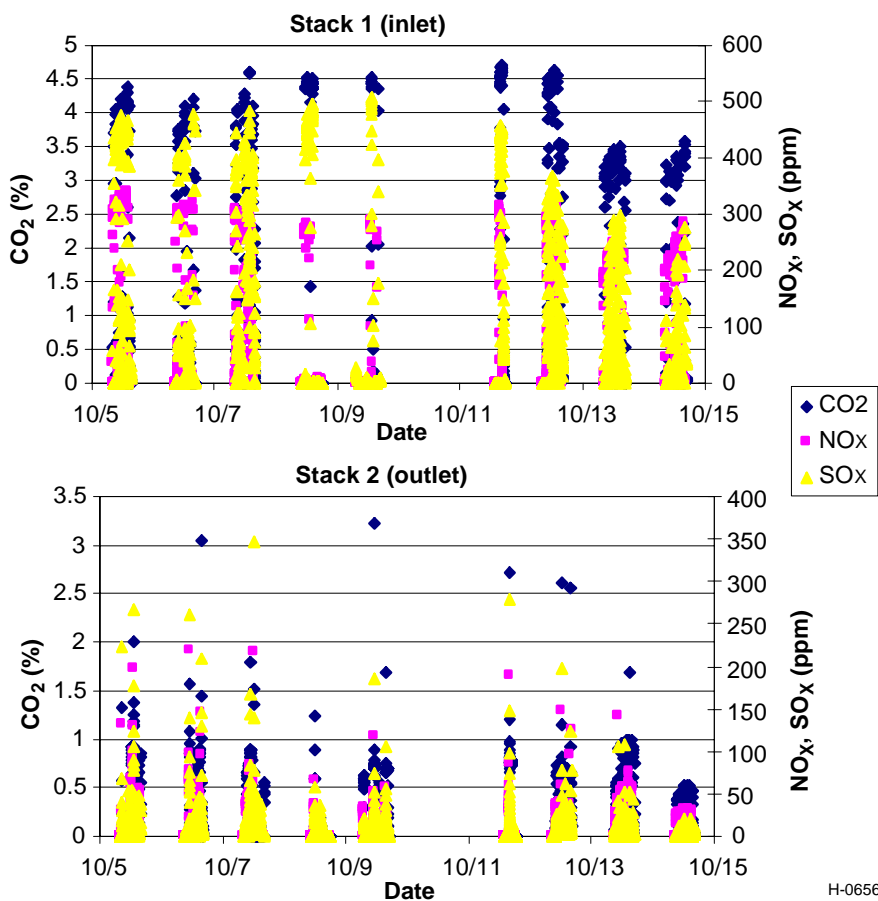 Stack 1 (inlet)
5
4.5
4
3.5
3
2.5
2
1.5
1
0.5
0
CO2 (%)
600
500
400
300
200
100
0
NOX, SOX (ppm)
10/5 10/7 10/9 10/11 10/13 10/15
Date
CO2
NOX
SOX
Stack 2 (outlet)
3.5
3
2.5
2
1.5
1
0.5
0
CO2 (%)
400
350
300
250
200
150
100
50
0
NOX, SOX (ppm)
10/5 10/7 10/9 10/11 10/13 10/15
Date
H-0656